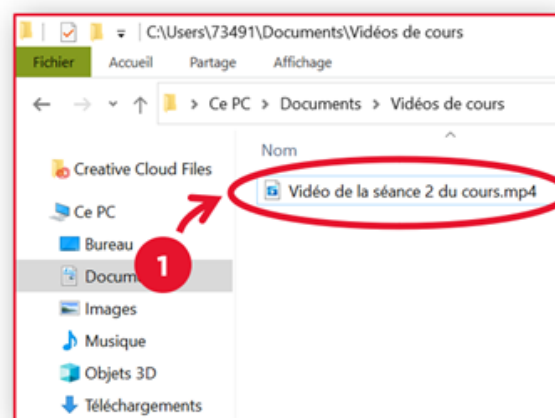 C:\Users\73491\Documents\Vidéos de cours
Fichier Accueil Partage Affichage
Ce PC > Documents > Vidéos de cours
Nom
Creative Cloud Files
Vidéo de la séance 2 du cours.mp4
Ce PC
Bureau
1
Docum
Images
Musique
Objets 3D
Téléchargements